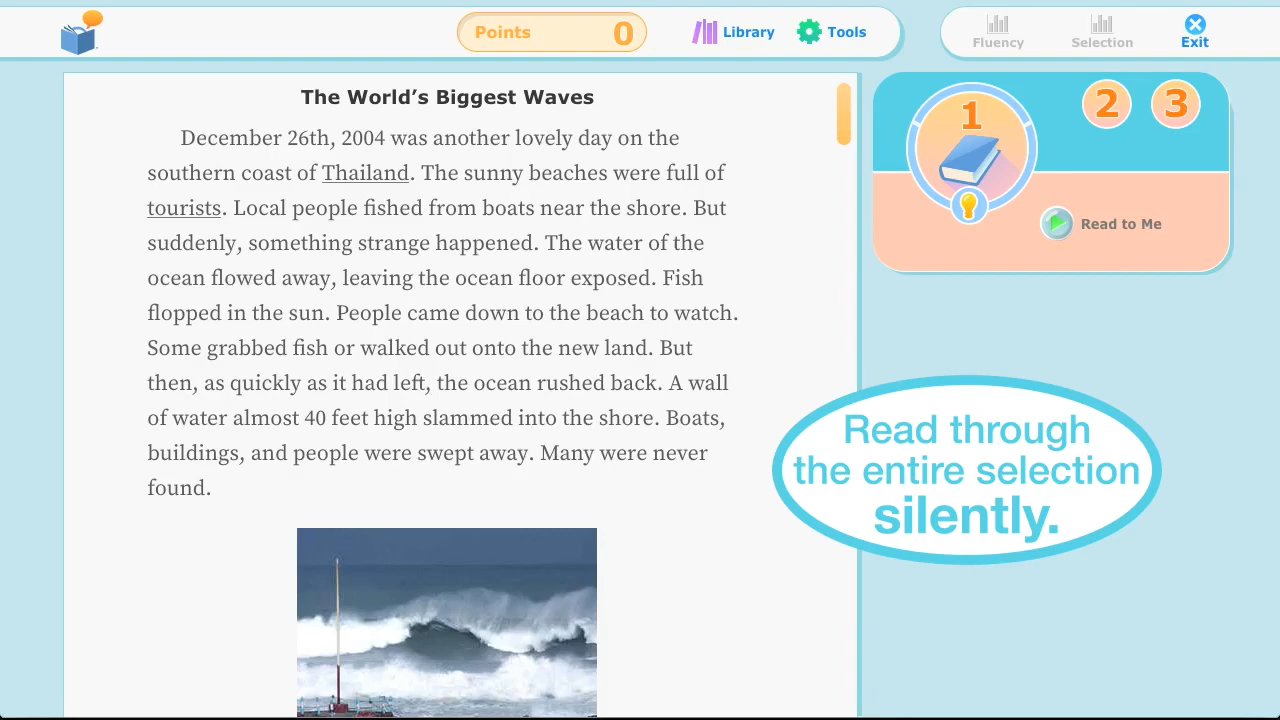 Points 0 Library Tools Fluency Selection Exit
The World’s Biggest Waves
December 26th, 2004 was another lovely day on the
southern coast of Thailand. The sunny beaches were full of
tourists. Local people fished from boats near the shore. But
suddenly, something strange happened. The water of the
ocean flowed away, leaving the ocean floor exposed. Fish
flopped in the sun. People came down to the beach to watch.
Some grabbed fish or walked out onto the new land. But
then, as quickly as it had left, the ocean rushed back. A wall
of water almost 40 feet high slammed into the shore. Boats,
buildings, and people were swept away. Many were never
found.
1 2 3
Read to Me
Read through
the entire selection
silently.